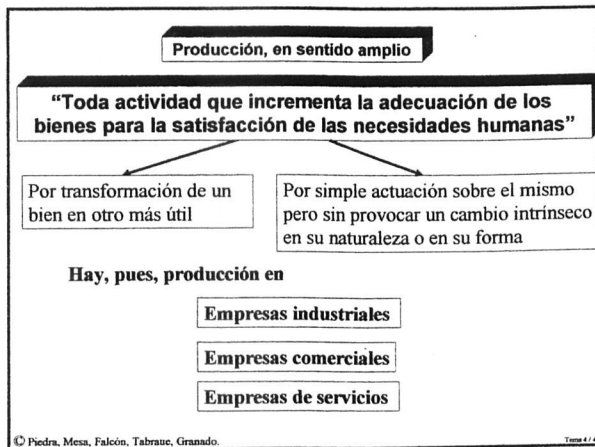 Producción, en sentido amplio
“Toda actividad que incrementa la adecuación de los
bienes para la satisfacción de las necesidades humanas”
Por transformación de un
bien en otro más útil
Por simple actuación sobre el mismo
pero sin provocar un cambio intrínseco
en su naturaleza o en su forma
Hay, pues, producción en
Empresas industriales
Empresas comerciales
Empresas de servicios
© Piedra, Mesa, Falcón, Tabraue, Granado.
Tema 4 / 4